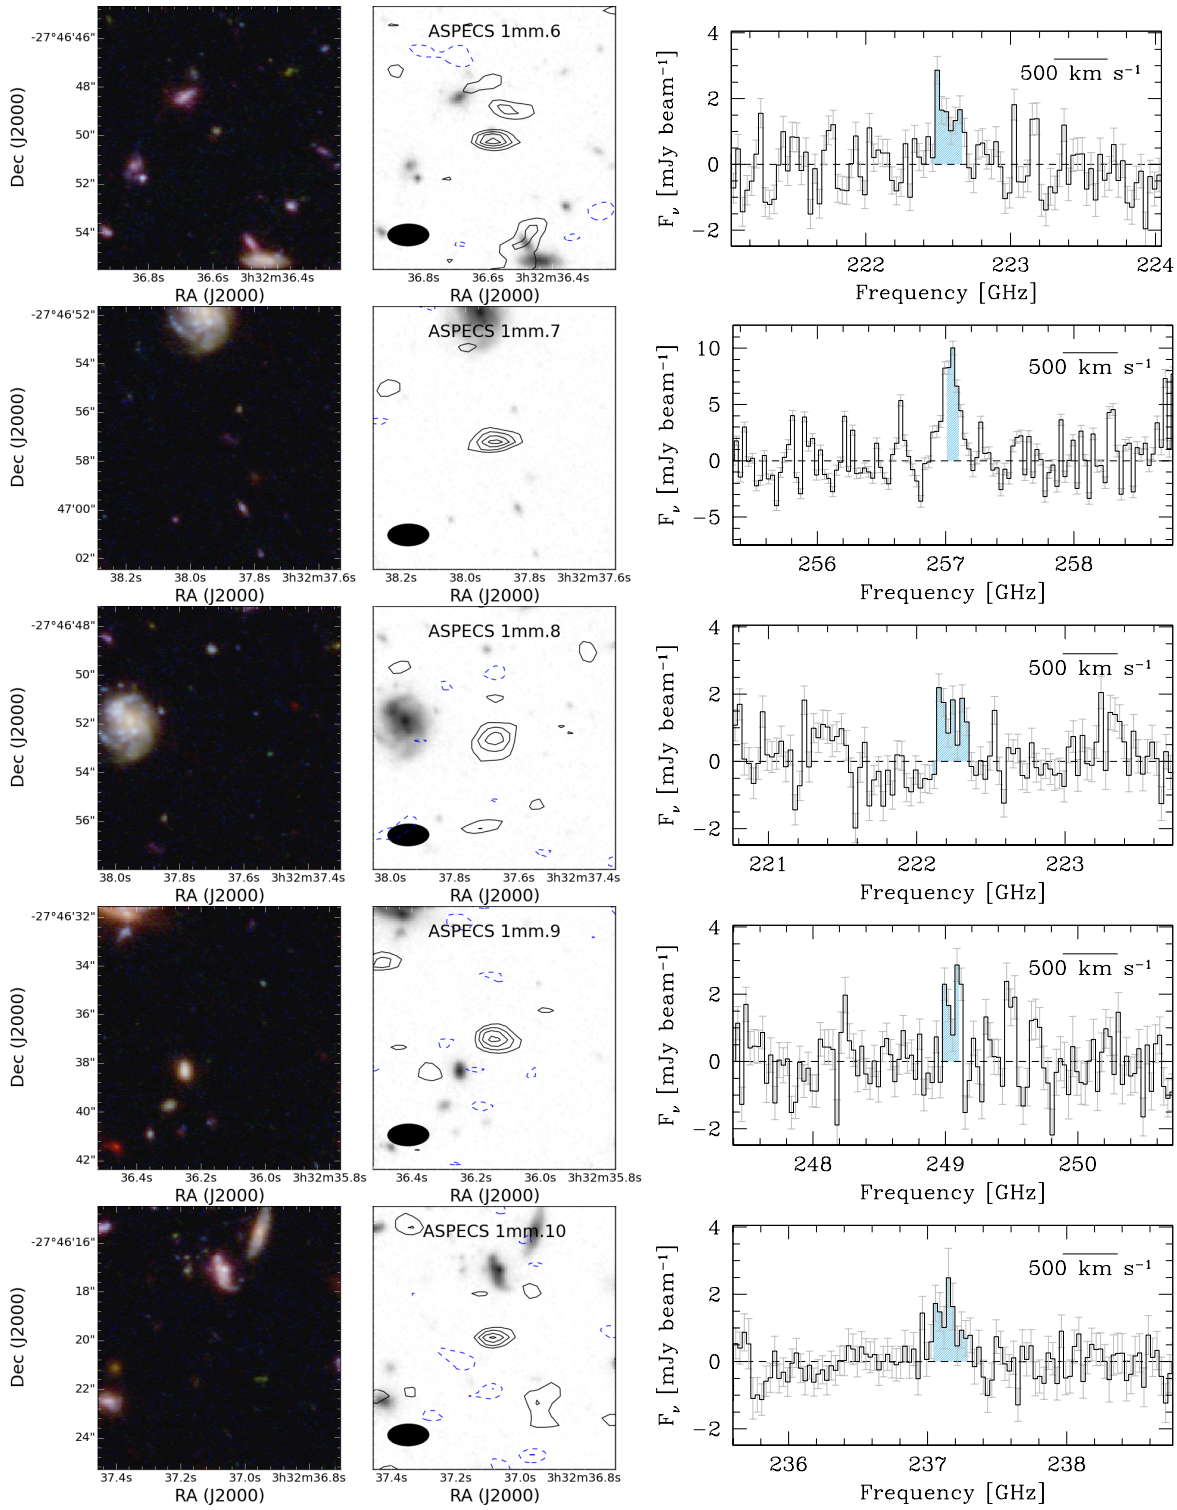 -27°46'46"
48"
50"
52"
54"
Dec (J2000)
36.8s 36.6s 3h32m36.4s
RA (J2000)
ASPECS 1mm.6
36.8s 36.6s 3h32m36.4s
RA (J2000)
4
2
0
−2
Fν [mJy beam⁻¹]
500 km s⁻¹
222 223 224
Frequency [GHz]
-27°46'52"
54"
56"
58"
47'00"
02"
Dec (J2000)
38.2s 38.0s 37.8s 3h32m37.6s
RA (J2000)
ASPECS 1mm.7
38.2s 38.0s 37.8s 3h32m37.6s
RA (J2000)
10
5
0
−5
Fν [mJy beam⁻¹]
500 km s⁻¹
256 257 258
Frequency [GHz]
-27°46'48"
50"
52"
54"
56"
Dec (J2000)
38.0s 37.8s 37.6s 3h32m37.4s
RA (J2000)
ASPECS 1mm.8
38.0s 37.8s 37.6s 3h32m37.4s
RA (J2000)
4
2
0
−2
Fν [mJy beam⁻¹]
500 km s⁻¹
221 222 223
Frequency [GHz]
-27°46'32"
34"
36"
38"
40"
42"
Dec (J2000)
36.4s 36.2s 36.0s 3h32m35.8s
RA (J2000)
ASPECS 1mm.9
36.4s 36.2s 36.0s 3h32m35.8s
RA (J2000)
4
2
0
−2
Fν [mJy beam⁻¹]
500 km s⁻¹
248 249 250
Frequency [GHz]
-27°46'16"
18"
20"
22"
24"
Dec (J2000)
37.4s 37.2s 37.0s 3h32m36.8s
RA (J2000)
ASPECS 1mm.10
37.4s 37.2s 37.0s 3h32m36.8s
RA (J2000)
4
2
0
−2
Fν [mJy beam⁻¹]
500 km s⁻¹
236 237 238
Frequency [GHz]